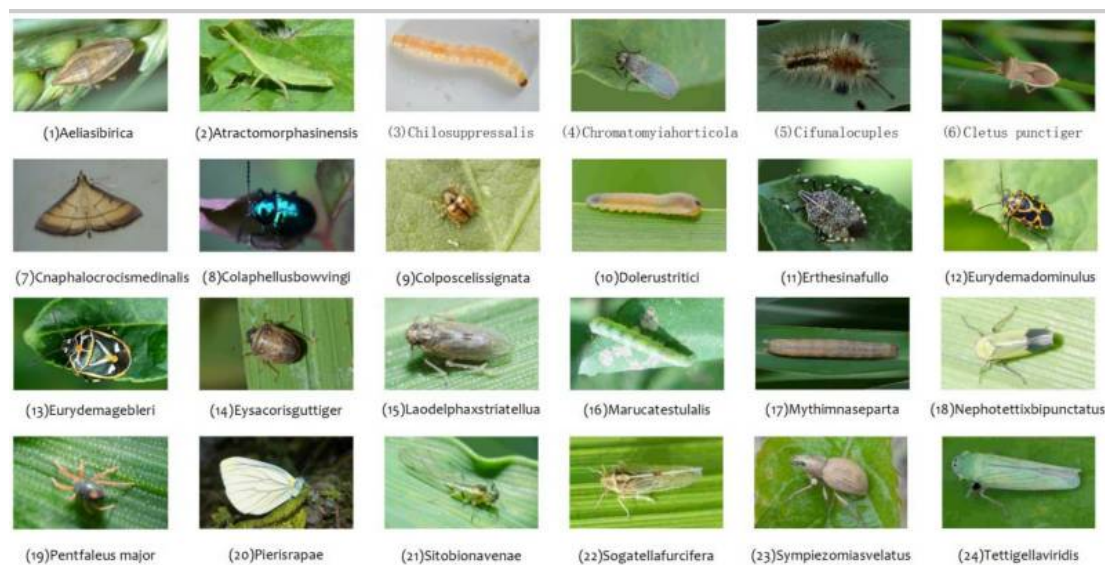 (1)Aeliasibirica
(2)Atractomorphasinensis
(3)Chilosuppressalis
(4)Chromatomyiahorticola
(5)Cifunalocuples
(6)Cletus punctiger
(7)Cnaphalocrocismedinalis
(8)Colaphellusbowvingi
(9)Colposcelissignata
(10)Dolerustritici
(11)Erthesinafullo
(12)Eurydemadominulus
(13)Eurydemagebleri
(14)Eysacorisguttiger
(15)Laodelphaxstriatellua
(16)Marucatestulalis
(17)Mythimnaseparta
(18)Nephotettixbipunctatus
(19)Pentfaleus major
(20)Pierisrapae
(21)Sitobionavenae
(22)Sogatellafurcifera
(23)Sympiezomiasvelatus
(24)Tettigellaviridis